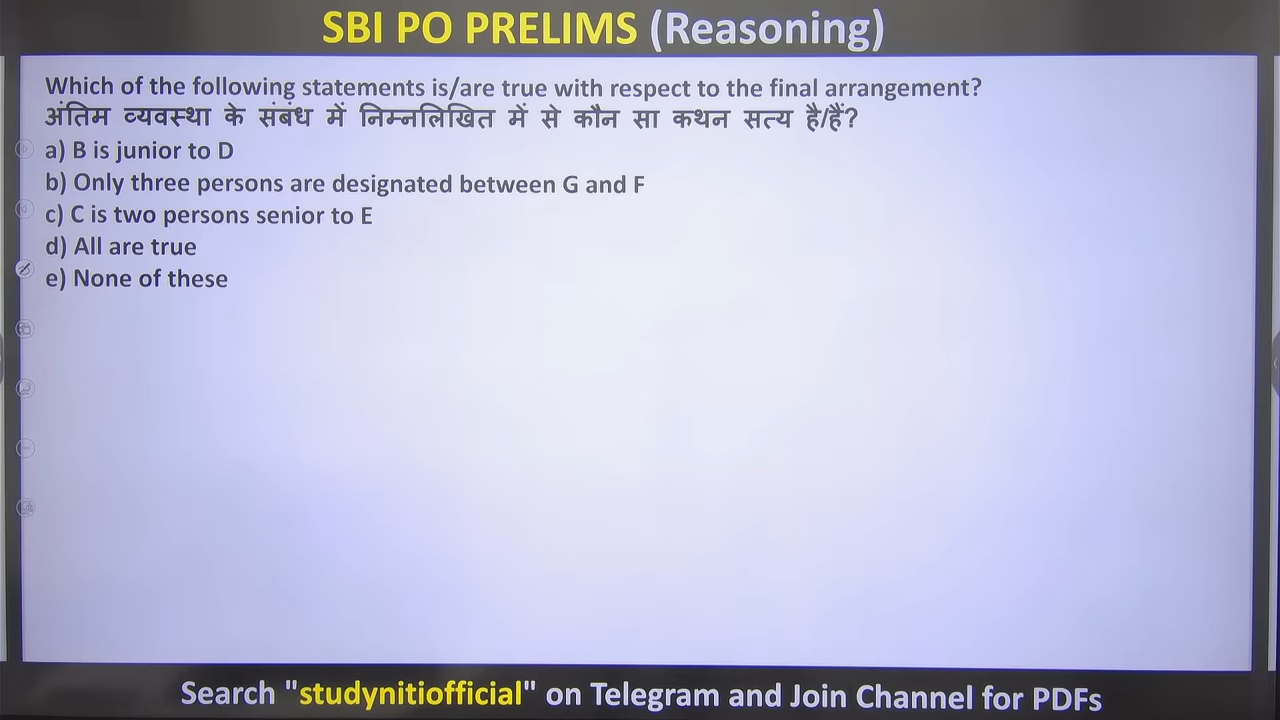 SBI PO PRELIMS (Reasoning)
Which of the following statements is/are true with respect to the final arrangement?
अंतिम व्यवस्था के संबंध में निम्नलिखित में से कौन सा कथन सत्य है/हैं?
a) B is junior to D
b) Only three persons are designated between G and F
c) C is two persons senior to E
d) All are true
e) None of these
Search "studynitiofficial" on Telegram and Join Channel for PDFs